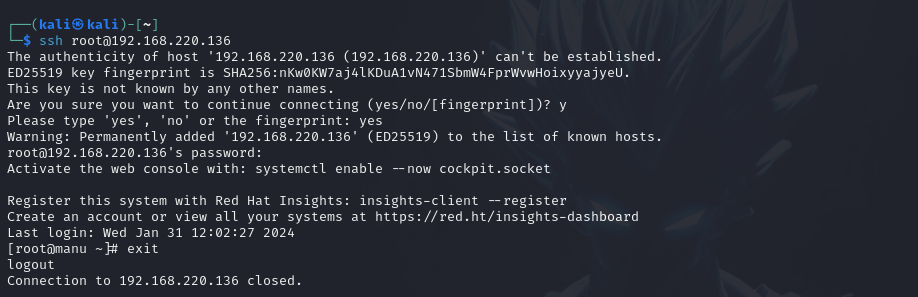 ┌──(kali㉿kali)-[~]
└─$ ssh root@192.168.220.136
The authenticity of host '192.168.220.136 (192.168.220.136)' can't be established.
ED25519 key fingerprint is SHA256:nKw0KW7aj4lKDuA1vN471SbmW4FprWvwHoixyyajyeU.
This key is not known by any other names.
Are you sure you want to continue connecting (yes/no/[fingerprint])? y
Please type 'yes', 'no' or the fingerprint: yes
Warning: Permanently added '192.168.220.136' (ED25519) to the list of known hosts.
root@192.168.220.136's password:
Activate the web console with: systemctl enable --now cockpit.socket
Register this system with Red Hat Insights: insights-client --register
Create an account or view all your systems at https://red.ht/insights-dashboard
Last login: Wed Jan 31 12:02:27 2024
[root@manu ~]# exit
logout
Connection to 192.168.220.136 closed.